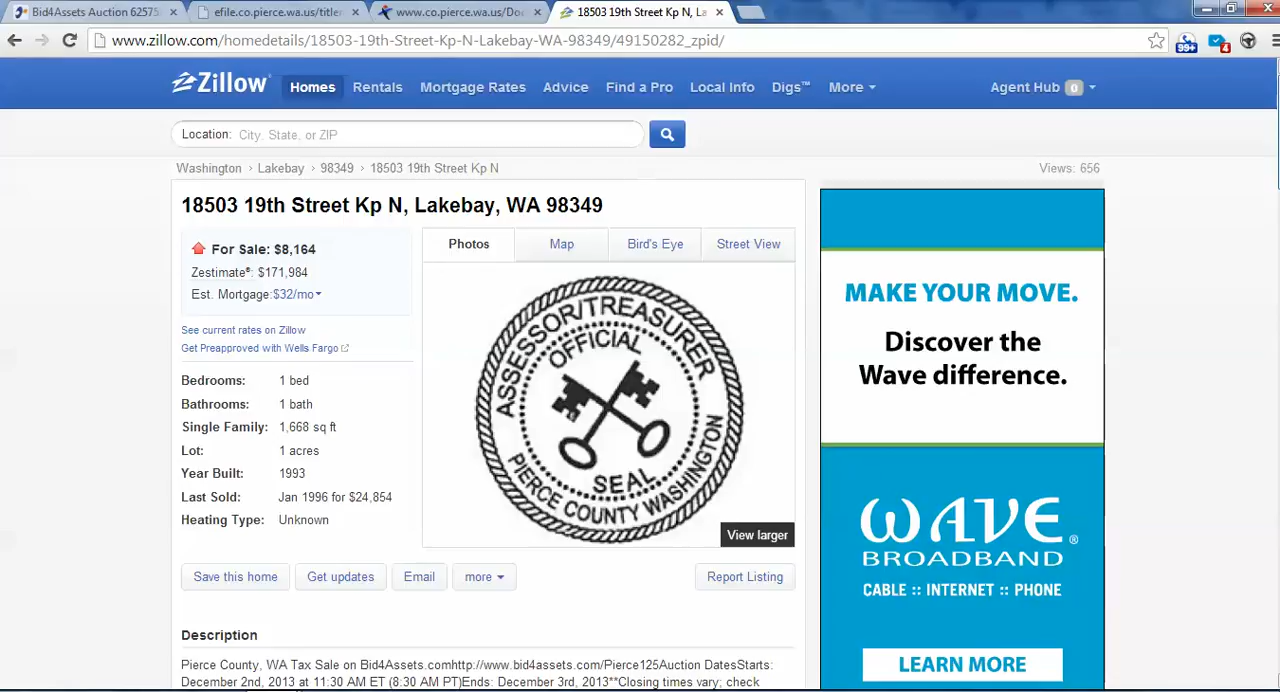 Bid4Assets Auction 62575
efile.co.pierce.wa.us/titler
www.co.pierce.wa.us/Do
18503 19th Street Kp N, La
www.zillow.com/homedetails/18503-19th-Street-Kp-N-Lakebay-WA-98349/49150282_zpid/
99+
4
Zillow
Homes
Rentals
Mortgage Rates
Advice
Find a Pro
Local Info
Digs™
More
Agent Hub 0
Location: City, State, or ZIP
Washington › Lakebay › 98349 › 18503 19th Street Kp N
Views: 656
18503 19th Street Kp N, Lakebay, WA 98349
For Sale: $8,164
Zestimate®: $171,984
Est. Mortgage: $32/mo
See current rates on Zillow
Get Preapproved with Wells Fargo
Bedrooms: 1 bed
Bathrooms: 1 bath
Single Family: 1,668 sq ft
Lot: 1 acres
Year Built: 1993
Last Sold: Jan 1996 for $24,854
Heating Type: Unknown
Photos
Map
Bird's Eye
Street View
ASSESSOR/TREASURER
OFFICIAL
SEAL
PIERCE COUNTY WASHINGTON
View larger
Save this home
Get updates
Email
more
Report Listing
Description
Pierce County, WA Tax Sale on Bid4Assets.comhttp://www.bid4assets.com/Pierce125Auction DatesStarts:
December 2nd, 2013 at 11:30 AM ET (8:30 AM PT)Ends: December 3rd, 2013**Closing times vary; check
MAKE YOUR MOVE.
Discover the
Wave difference.
WAVE®
BROADBAND
CABLE :: INTERNET :: PHONE
LEARN MORE